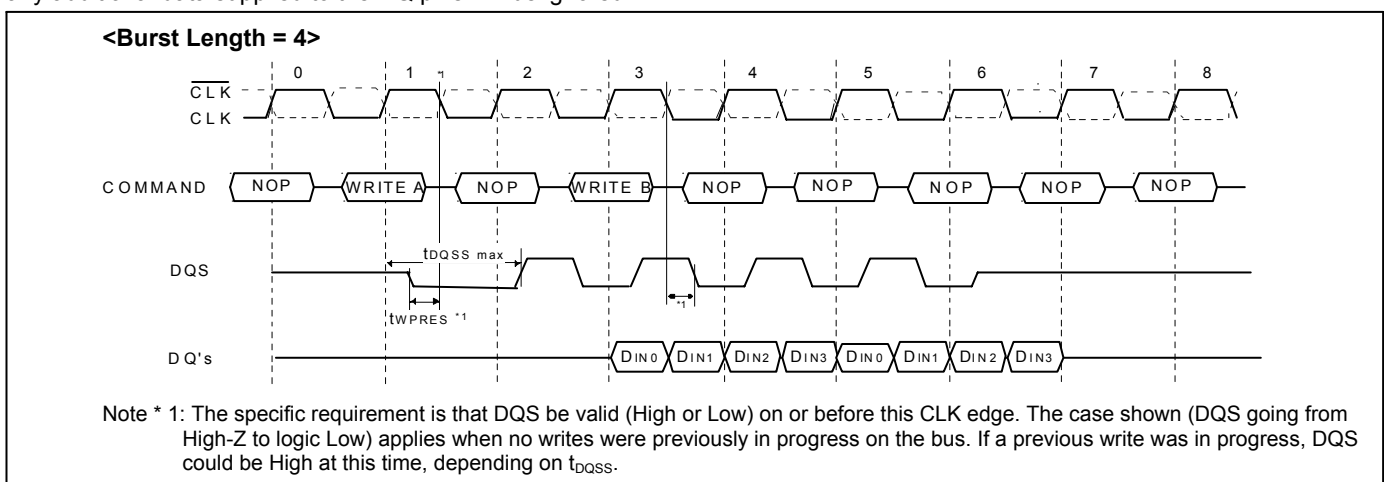 <Burst Length = 4>
0 1 *1 2 3 4 5 6 7 8
CLK
CLK
COMMAND NOP WRITE A NOP WRITE B NOP NOP NOP NOP NOP
tDQSS max
DQS
*1
tWPRES *1
DQ's DIN0 DIN1 DIN2 DIN3 DIN0 DIN1 DIN2 DIN3
Note * 1: The specific requirement is that DQS be valid (High or Low) on or before this CLK edge. The case shown (DQS going from
High-Z to logic Low) applies when no writes were previously in progress on the bus. If a previous write was in progress, DQS
could be High at this time, depending on tDQSS.